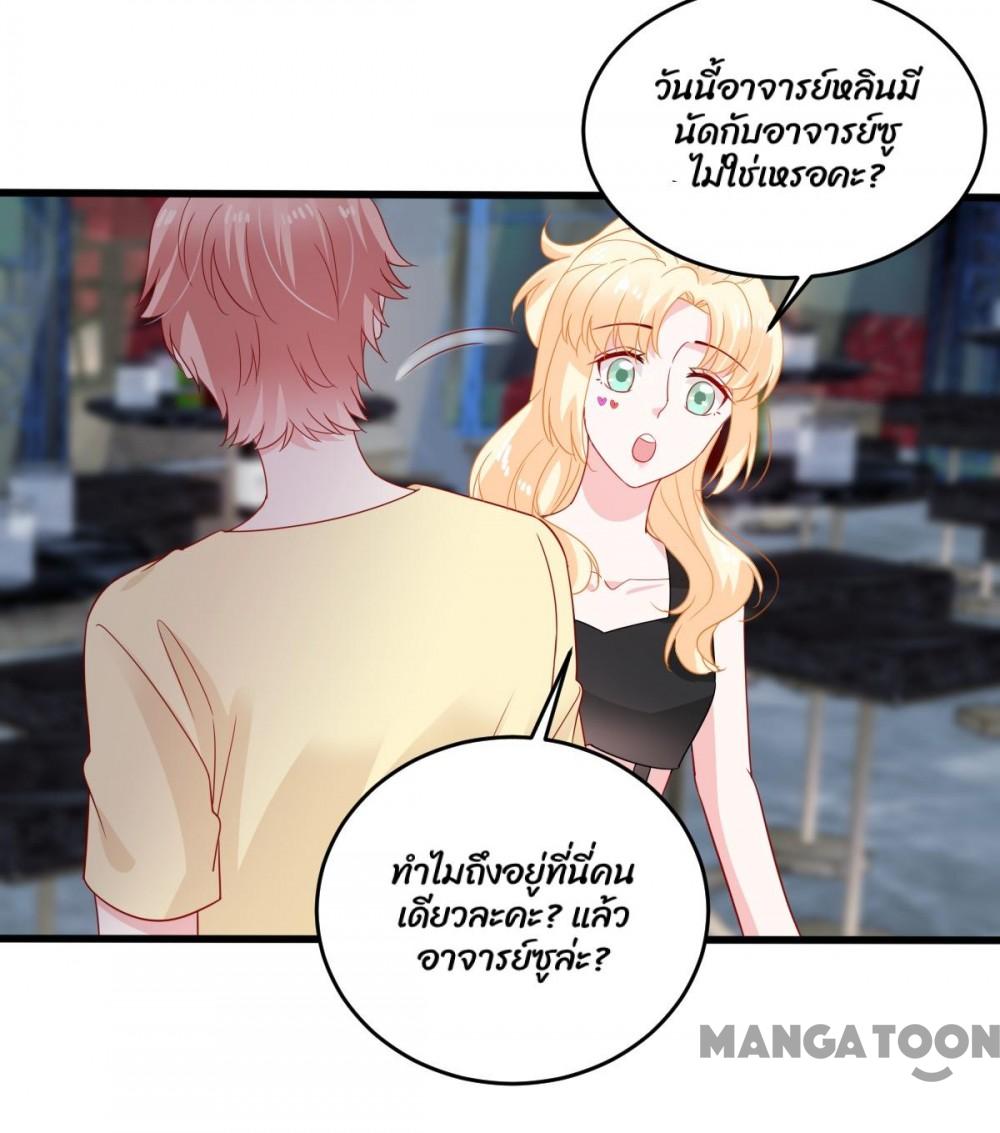 วันนี้อาจารย์หลินมี
นัดกับอาจารย์ซู
ไม่ใช่เหรอคะ?
ทำไมถึงอยู่ที่นี่คน
เดียวละคะ? แล้ว
อาจารย์ซูล่ะ?
MANGATOON